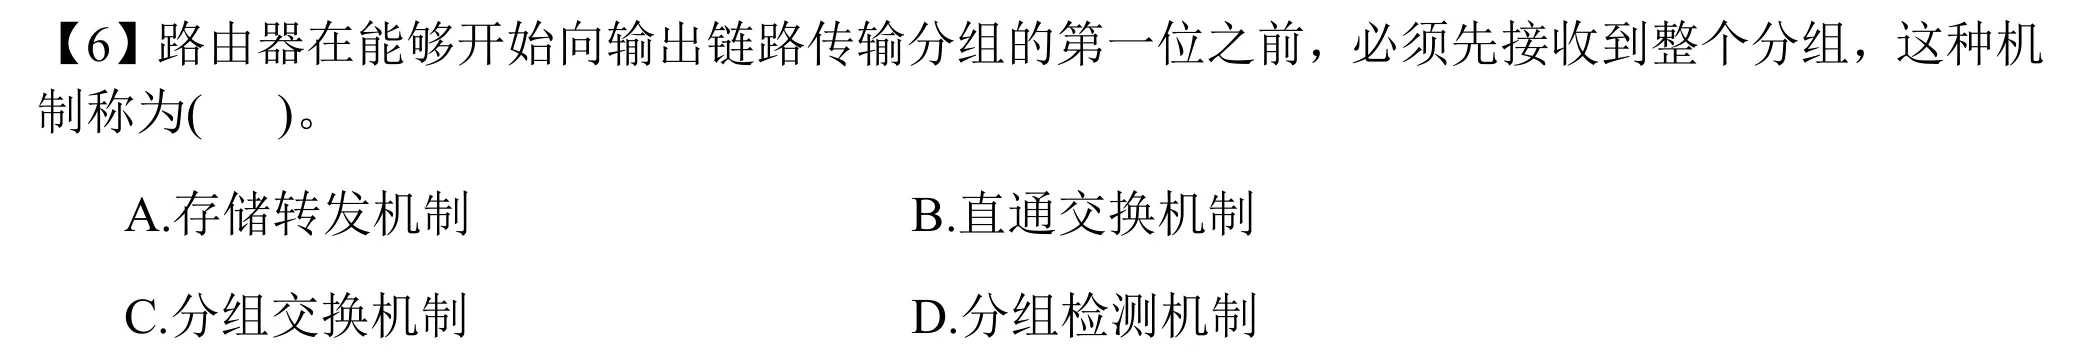 【6】路由器在能够开始向输出链路传输分组的第一位之前，必须先接收到整个分组，这种机
制称为(    )。
A.存储转发机制 B.直通交换机制
C.分组交换机制 D.分组检测机制